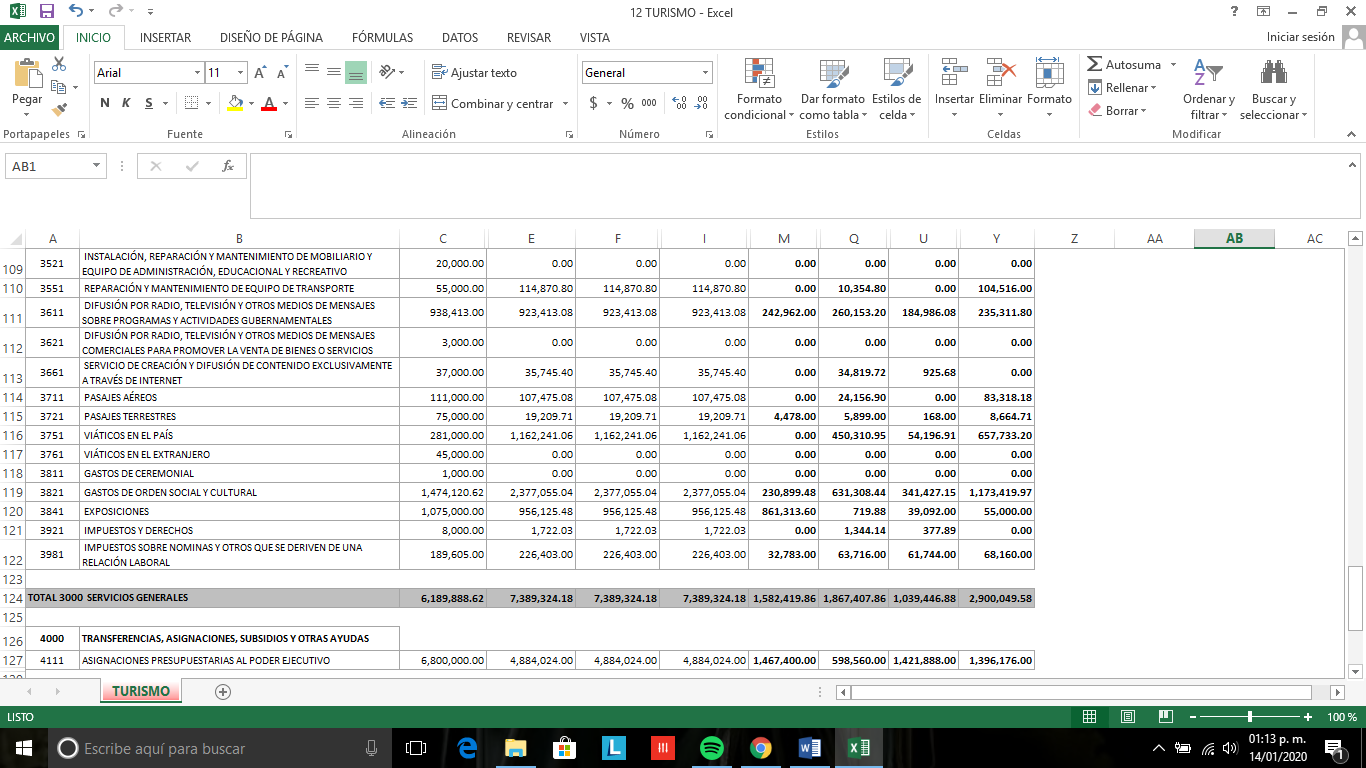 12 TURISMO - Excel
ARCHIVO INICIO INSERTAR DISEÑO DE PÁGINA FÓRMULAS DATOS REVISAR VISTA Iniciar sesión
Arial 11 Ajustar texto General Autosuma
Pegar N K S Combinar y centrar $ % 000 Formato condicional Dar formato como tabla Estilos de celda Insertar Eliminar Formato Rellenar Borrar Ordenar y filtrar Buscar y seleccionar
Portapapeles Fuente Alineación Número Estilos Celdas Modificar
AB1 fx
A B C E F I M Q U Y Z AA AB AC
109 3521 INSTALACIÓN, REPARACIÓN Y MANTENIMIENTO DE MOBILIARIO Y
EQUIPO DE ADMINISTRACIÓN, EDUCACIONAL Y RECREATIVO 20,000.00 0.00 0.00 0.00 0.00 0.00 0.00 0.00
110 3551 REPARACIÓN Y MANTENIMIENTO DE EQUIPO DE TRANSPORTE 55,000.00 114,870.80 114,870.80 114,870.80 0.00 10,354.80 0.00 104,516.00
111 3611 DIFUSIÓN POR RADIO, TELEVISIÓN Y OTROS MEDIOS DE MENSAJES
SOBRE PROGRAMAS Y ACTIVIDADES GUBERNAMENTALES 938,413.00 923,413.08 923,413.08 923,413.08 242,962.00 260,153.20 184,986.08 235,311.80
112 3621 DIFUSIÓN POR RADIO, TELEVISIÓN Y OTROS MEDIOS DE MENSAJES
COMERCIALES PARA PROMOVER LA VENTA DE BIENES O SERVICIOS 3,000.00 0.00 0.00 0.00 0.00 0.00 0.00 0.00
113 3661 SERVICIO DE CREACIÓN Y DIFUSIÓN DE CONTENIDO EXCLUSIVAMENTE
A TRAVÉS DE INTERNET 37,000.00 35,745.40 35,745.40 35,745.40 0.00 34,819.72 925.68 0.00
114 3711 PASAJES AÉREOS 111,000.00 107,475.08 107,475.08 107,475.08 0.00 24,156.90 0.00 83,318.18
115 3721 PASAJES TERRESTRES 75,000.00 19,209.71 19,209.71 19,209.71 4,478.00 5,899.00 168.00 8,664.71
116 3751 VIÁTICOS EN EL PAÍS 281,000.00 1,162,241.06 1,162,241.06 1,162,241.06 0.00 450,310.95 54,196.91 657,733.20
117 3761 VIÁTICOS EN EL EXTRANJERO 45,000.00 0.00 0.00 0.00 0.00 0.00 0.00 0.00
118 3811 GASTOS DE CEREMONIAL 1,000.00 0.00 0.00 0.00 0.00 0.00 0.00 0.00
119 3821 GASTOS DE ORDEN SOCIAL Y CULTURAL 1,474,120.62 2,377,055.04 2,377,055.04 2,377,055.04 230,899.48 631,308.44 341,427.15 1,173,419.97
120 3841 EXPOSICIONES 1,075,000.00 956,125.48 956,125.48 956,125.48 861,313.60 719.88 39,092.00 55,000.00
121 3921 IMPUESTOS Y DERECHOS 8,000.00 1,722.03 1,722.03 1,722.03 0.00 1,344.14 377.89 0.00
122 3981 IMPUESTOS SOBRE NOMINAS Y OTROS QUE SE DERIVEN DE UNA
RELACIÓN LABORAL 189,605.00 226,403.00 226,403.00 226,403.00 32,783.00 63,716.00 61,744.00 68,160.00
123
124 TOTAL 3000 SERVICIOS GENERALES 6,189,888.62 7,389,324.18 7,389,324.18 7,389,324.18 1,582,419.86 1,867,407.86 1,039,446.88 2,900,049.58
125
126 4000 TRANSFERENCIAS, ASIGNACIONES, SUBSIDIOS Y OTRAS AYUDAS
127 4111 ASIGNACIONES PRESUPUESTARIAS AL PODER EJECUTIVO 6,800,000.00 4,884,024.00 4,884,024.00 4,884,024.00 1,467,400.00 598,560.00 1,421,888.00 1,396,176.00
TURISMO
LISTO 100 %
Escribe aquí para buscar 01:13 p. m.
14/01/2020 1